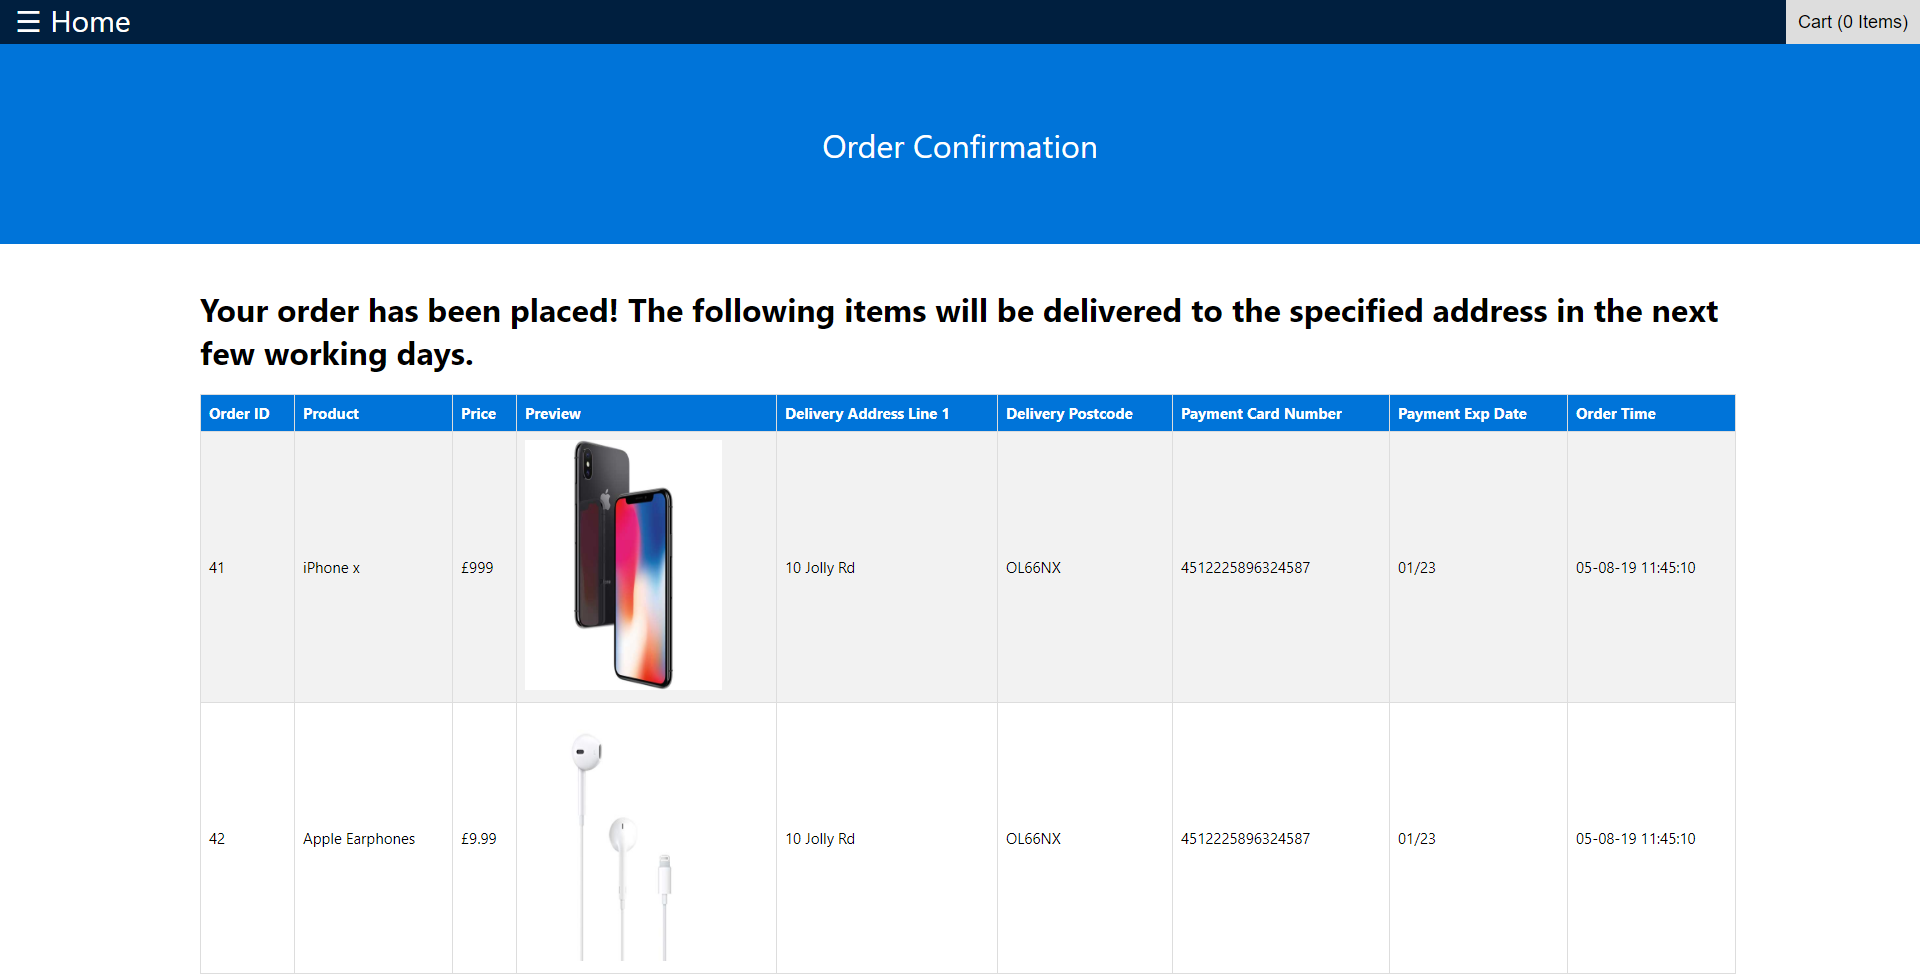 ☰ Home
Cart (0 Items)
Order Confirmation
Your order has been placed! The following items will be delivered to the specified address in the next
few working days.
Order ID Product Price Preview Delivery Address Line 1 Delivery Postcode Payment Card Number Payment Exp Date Order Time
41 iPhone x £999 10 Jolly Rd OL66NX 4512225896324587 01/23 05-08-19 11:45:10
42 Apple Earphones £9.99 10 Jolly Rd OL66NX 4512225896324587 01/23 05-08-19 11:45:10